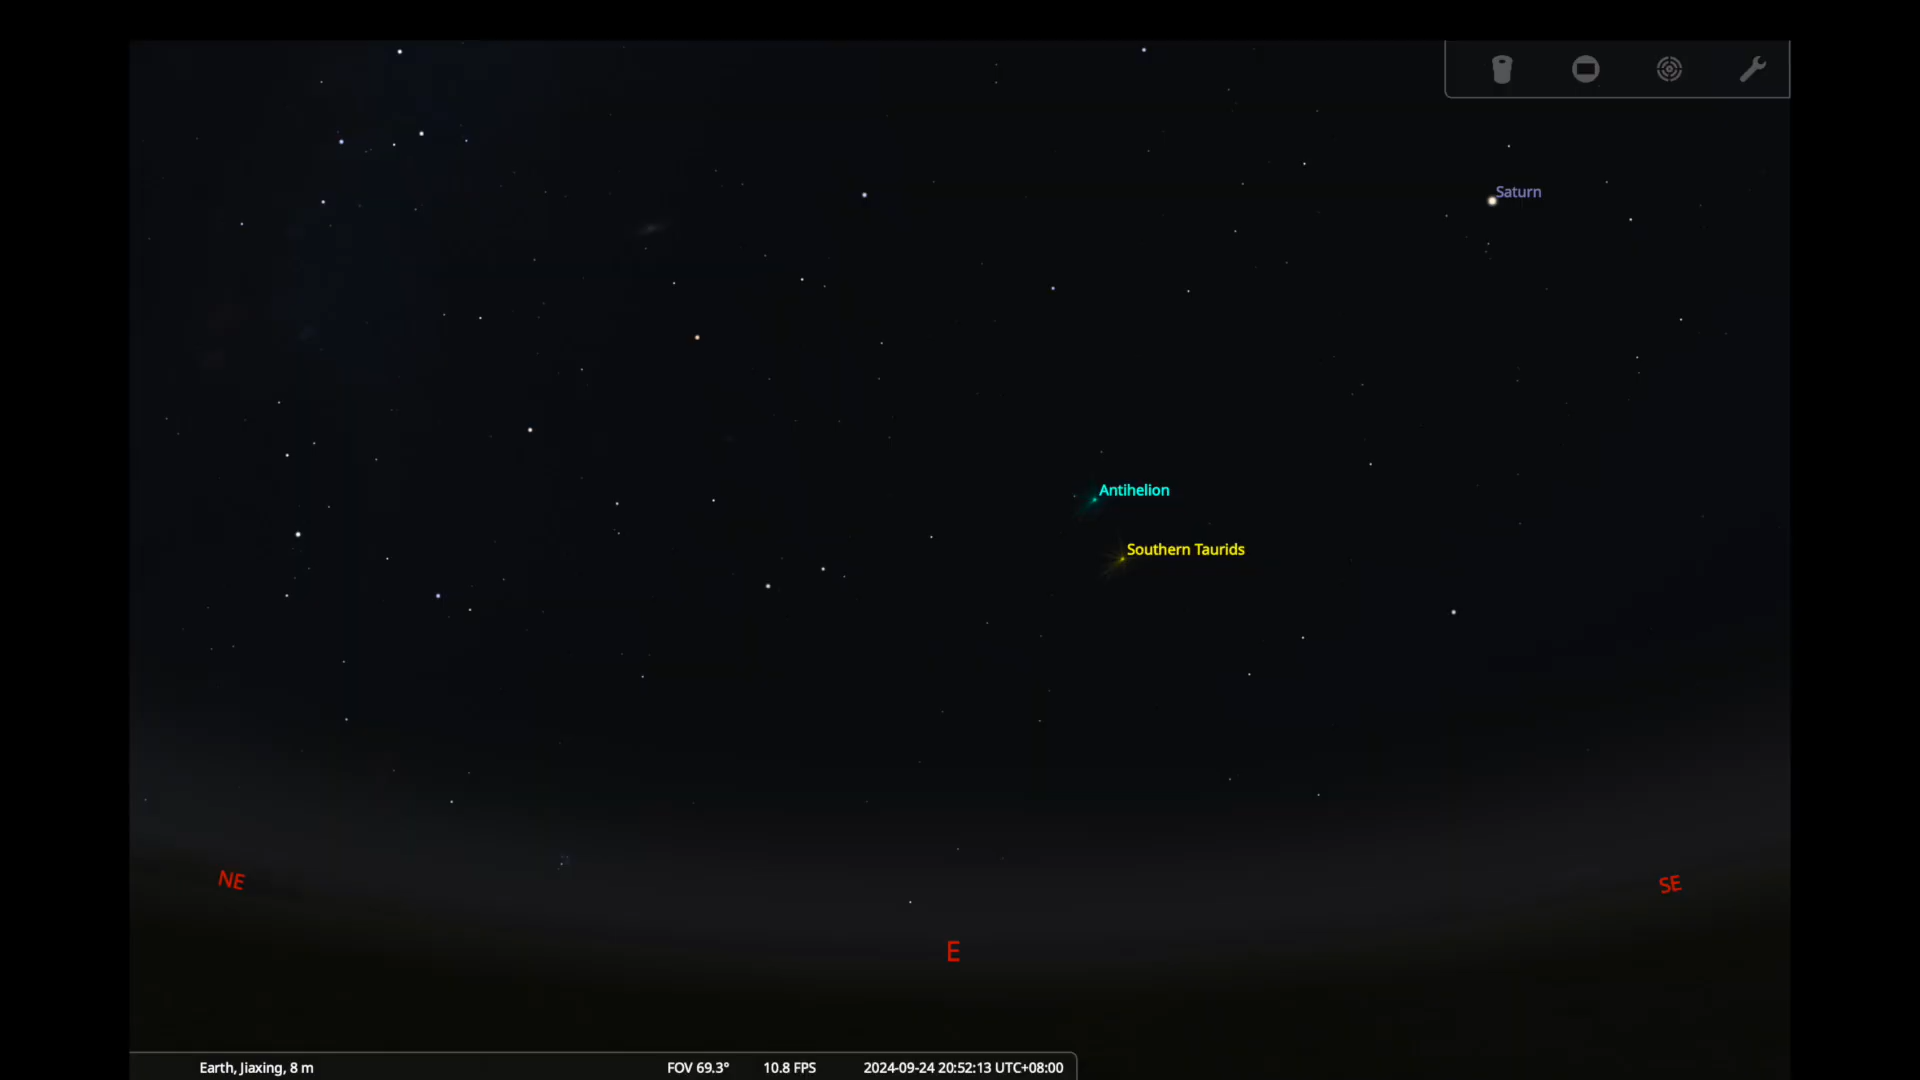 Saturn
Antihelion
Southern Taurids
NE
SE
E
Earth, Jiaxing, 8 m FOV 69.3° 10.8 FPS 2024-09-24 20:52:13 UTC+08:00